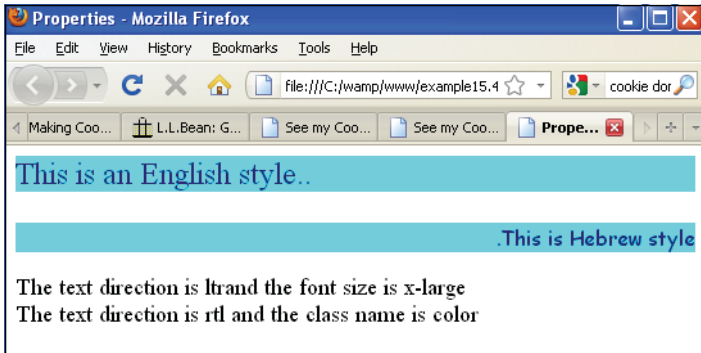 Properties - Mozilla Firefox
File Edit View History Bookmarks Tools Help
file:///C:/wamp/www/example15.4 cookie dor
Making Coo... L.L.Bean: G... See my Coo... See my Coo... Prope...
This is an English style..
.This is Hebrew style
The text direction is ltrand the font size is x-large
The text direction is rtl and the class name is color